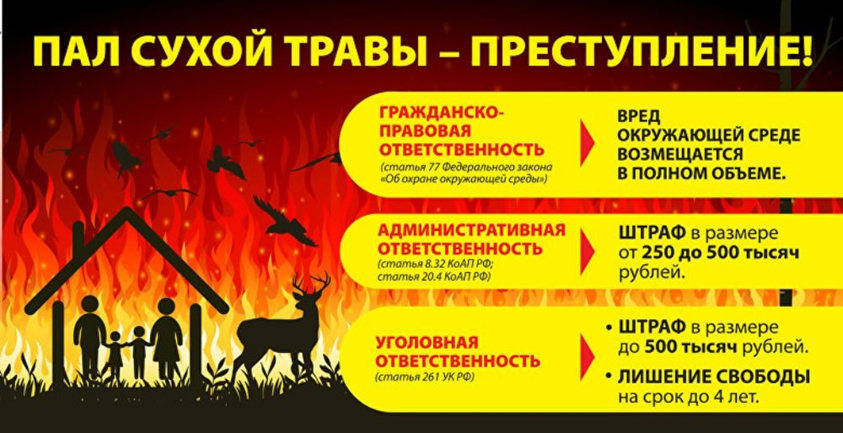 ПАЛ СУХОЙ ТРАВЫ – ПРЕСТУПЛЕНИЕ!
ГРАЖДАНСКО-
ПРАВОВАЯ
ОТВЕТСТВЕННОСТЬ
(статья 77 Федерального закона
«Об охране окружающей среды»)
ВРЕД
ОКРУЖАЮЩЕЙ СРЕДЕ
ВОЗМЕЩАЕТСЯ
В ПОЛНОМ ОБЪЕМЕ.
АДМИНИСТРАТИВНАЯ
ОТВЕТСТВЕННОСТЬ
(статья 8.32 КоАП РФ;
статья 20.4 КоАП РФ)
ШТРАФ в размере
от 250 до 500 тысяч
рублей.
УГОЛОВНАЯ
ОТВЕТСТВЕННОСТЬ
(статья 261 УК РФ)
• ШТРАФ в размере
до 500 тысяч рублей.
• ЛИШЕНИЕ СВОБОДЫ
на срок до 4 лет.